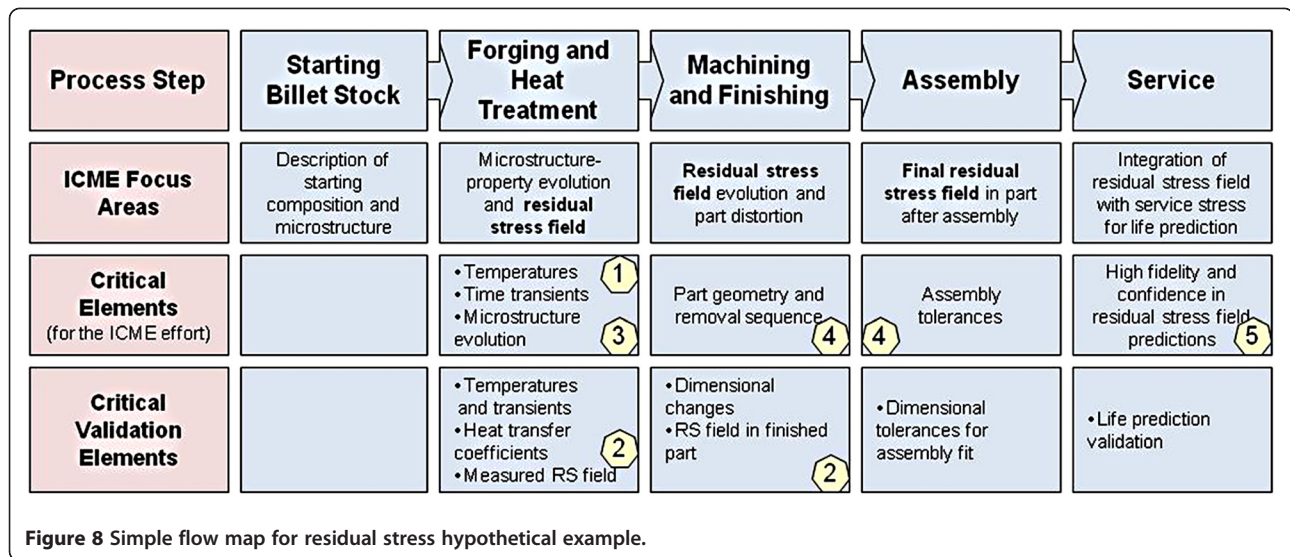 Process Step
Starting
Billet Stock
Forging and
Heat
Treatment
Machining
and Finishing
Assembly
Service
ICME Focus
Areas
Description of
starting
composition and
microstructure
Microstructure-
property evolution
and residual
stress field
Residual stress
field evolution and
part distortion
Final residual
stress field in part
after assembly
Integration of
residual stress field
with service stress
for life prediction
Critical
Elements
(for the ICME effort)
•Temperatures
•Time transients
•Microstructure
evolution
1
3
Part geometry and
removal sequence
4
4
Assembly
tolerances
High fidelity and
confidence in
residual stress field
predictions
5
Critical
Validation
Elements
•Temperatures
and transients
•Heat transfer
coefficients
•Measured RS field
2
•Dimensional
changes
•RS field in finished
part
2
•Dimensional
tolerances for
assembly fit
•Life prediction
validation
Figure 8 Simple flow map for residual stress hypothetical example.